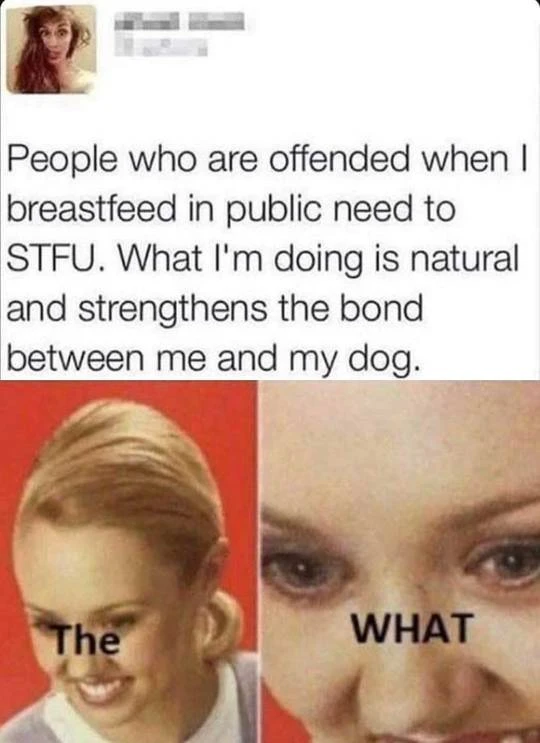 People who are offended when I
breastfeed in public need to
STFU. What I'm doing is natural
and strengthens the bond
between me and my dog.
The
WHAT